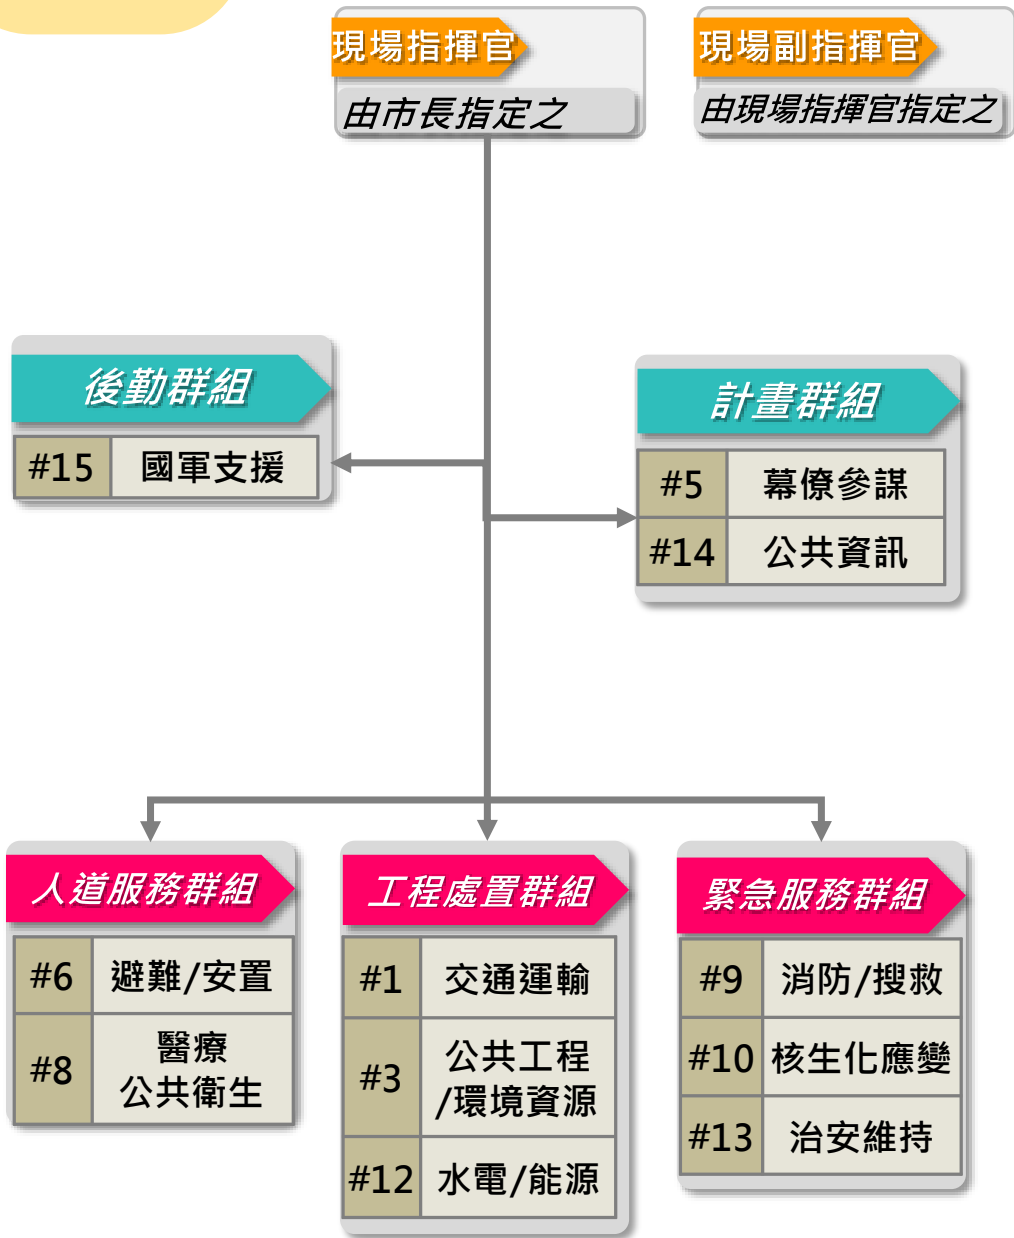 現場指揮官
由市長指定之
現場副指揮官
由現場指揮官指定之
後勤群組
#15 國軍支援
計畫群組
#5 幕僚參謀
#14 公共資訊
人道服務群組
#6 避難/安置
#8 醫療
公共衛生
工程處置群組
#1 交通運輸
#3 公共工程
/環境資源
#12 水電/能源
緊急服務群組
#9 消防/搜救
#10 核生化應變
#13 治安維持